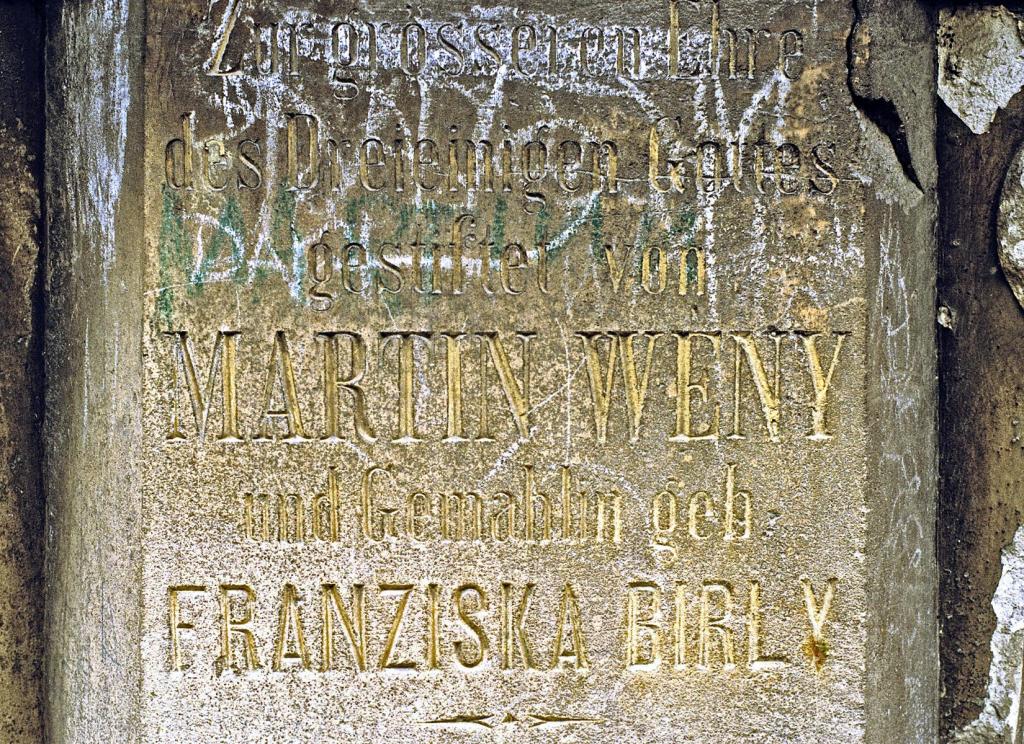 Zur grösseren Ehre
des Dreieinigen Gottes
gestiftet von
MARTIN WENY
und Gemahlin geb
FRANZISKA BIRLY